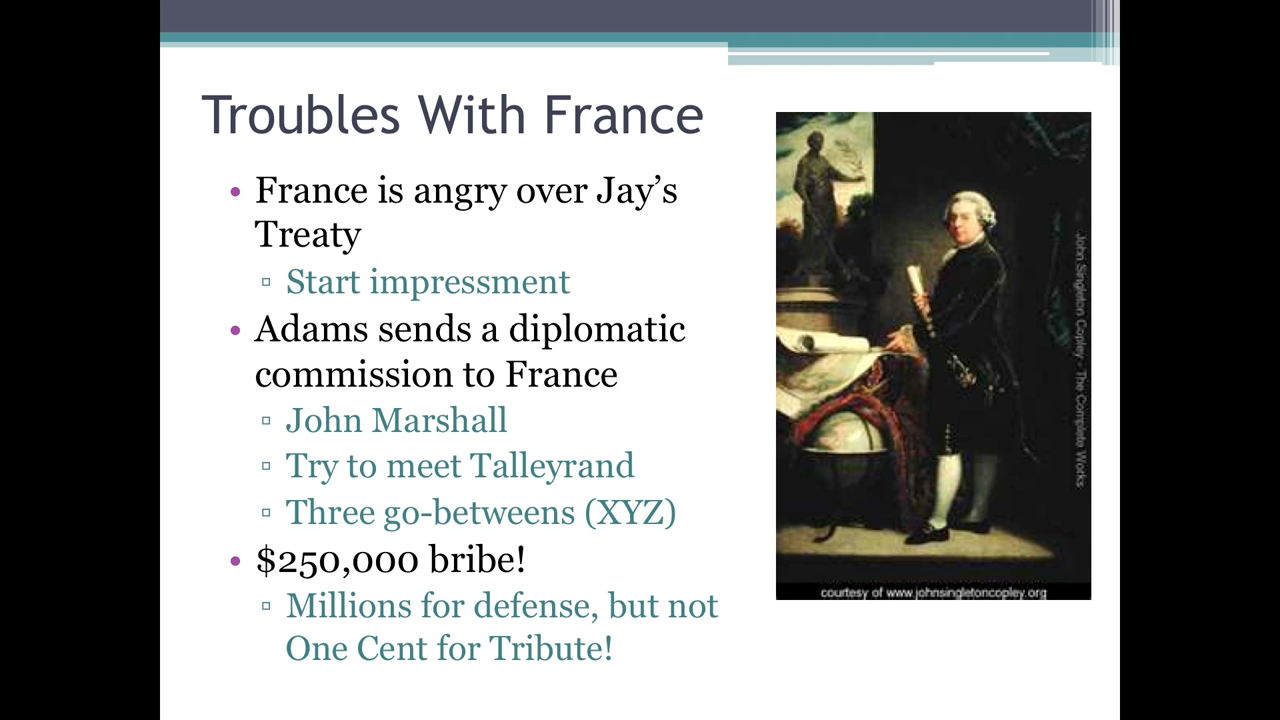 Troubles With France
• France is angry over Jay’s
Treaty
▫ Start impressment
• Adams sends a diplomatic
commission to France
▫ John Marshall
▫ Try to meet Talleyrand
▫ Three go-betweens (XYZ)
• $250,000 bribe!
▫ Millions for defense, but not
One Cent for Tribute!
John Singleton Copley - The Complete Works
courtesy of www.johnsingletoncopley.org